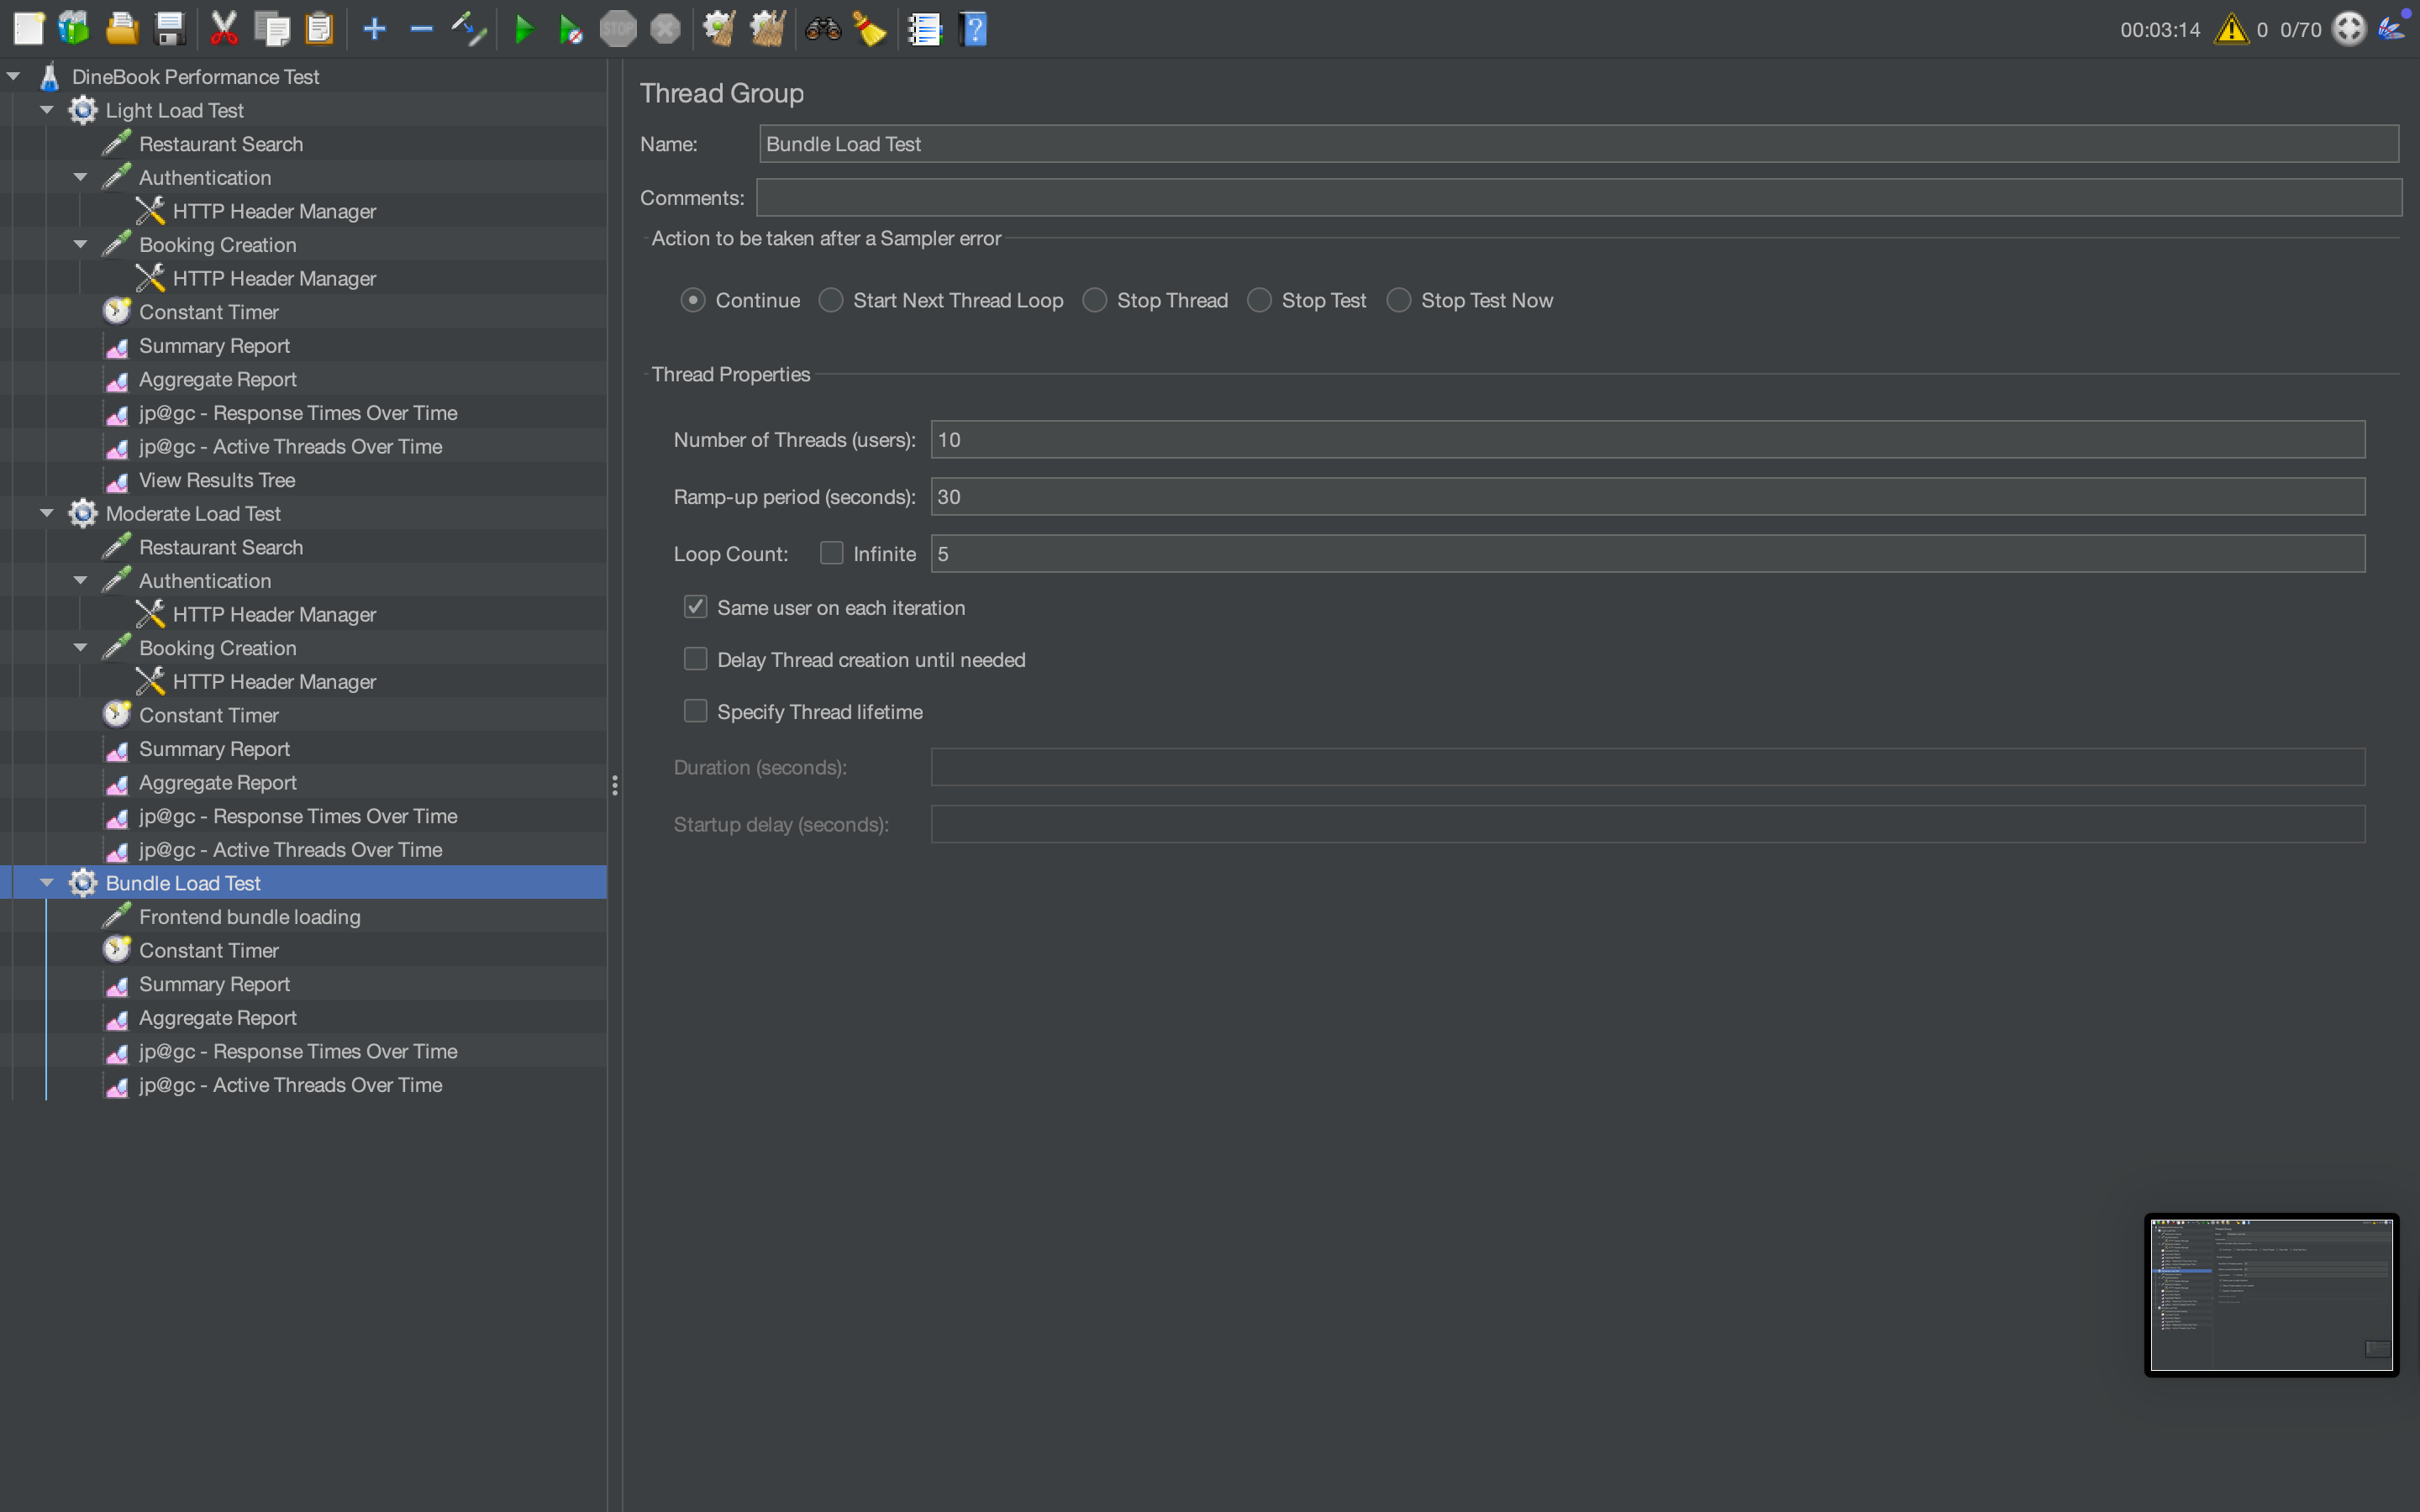 STOP
00:03:14 0 0/70
DineBook Performance Test
Light Load Test
Restaurant Search
Authentication
HTTP Header Manager
Booking Creation
HTTP Header Manager
Constant Timer
Summary Report
Aggregate Report
jp@gc - Response Times Over Time
jp@gc - Active Threads Over Time
View Results Tree
Moderate Load Test
Restaurant Search
Authentication
HTTP Header Manager
Booking Creation
HTTP Header Manager
Constant Timer
Summary Report
Aggregate Report
jp@gc - Response Times Over Time
jp@gc - Active Threads Over Time
Bundle Load Test
Frontend bundle loading
Constant Timer
Summary Report
Aggregate Report
jp@gc - Response Times Over Time
jp@gc - Active Threads Over Time
Thread Group
Name: Bundle Load Test
Comments:
Action to be taken after a Sampler error
Continue Start Next Thread Loop Stop Thread Stop Test Stop Test Now
Thread Properties
Number of Threads (users): 10
Ramp-up period (seconds): 30
Loop Count: Infinite 5
Same user on each iteration
Delay Thread creation until needed
Specify Thread lifetime
Duration (seconds):
Startup delay (seconds):